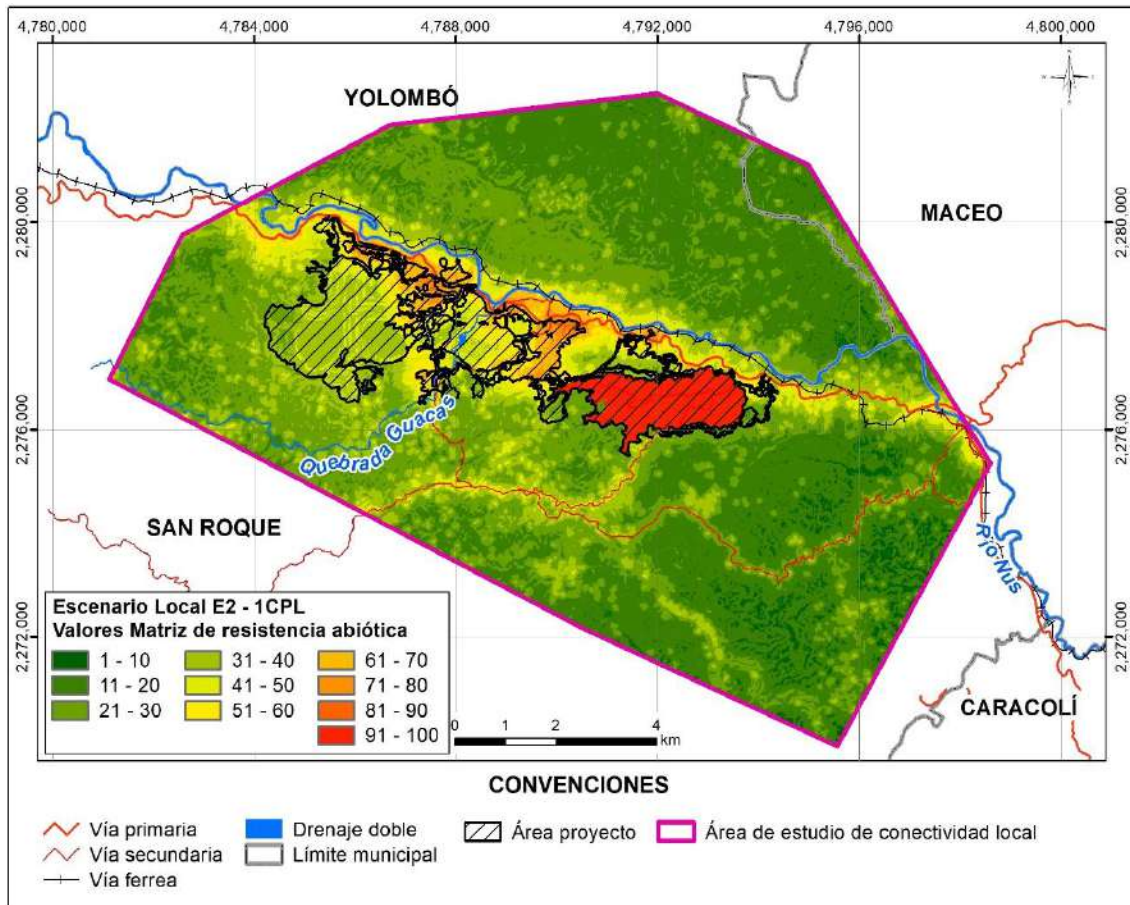 4,780,000 4,784,000 4,788,000 4,792,000 4,796,000 4,800,000
YOLOMBÓ
2,280,000 2,280,000
MACEO
2,276,000 2,276,000
Quebrada Guacas
SAN ROQUE
Río Nus
2,272,000 2,272,000
CARACOLÍ
Escenario Local E2 - 1CPL
Valores Matriz de resistencia abiótica
1 - 10 31 - 40 61 - 70
11 - 20 41 - 50 71 - 80
21 - 30 51 - 60 81 - 90
91 - 100
0 1 2 4
km
CONVENCIONES
Vía primaria Drenaje doble Área proyecto Área de estudio de conectividad local
Vía secundaria Límite municipal
Vía ferrea